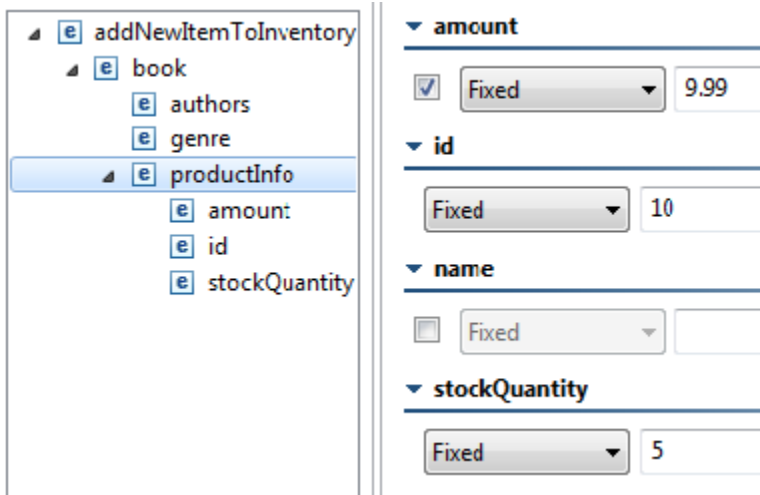 addNewItemToInventory
book
authors
genre
productInfo
amount
id
stockQuantity
amount
Fixed 9.99
id
Fixed 10
name
Fixed
stockQuantity
Fixed 5